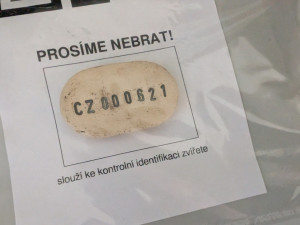 PROSÍME NEBRAT!
CZ000621
slouží ke kontrolní identifikaci zvířete